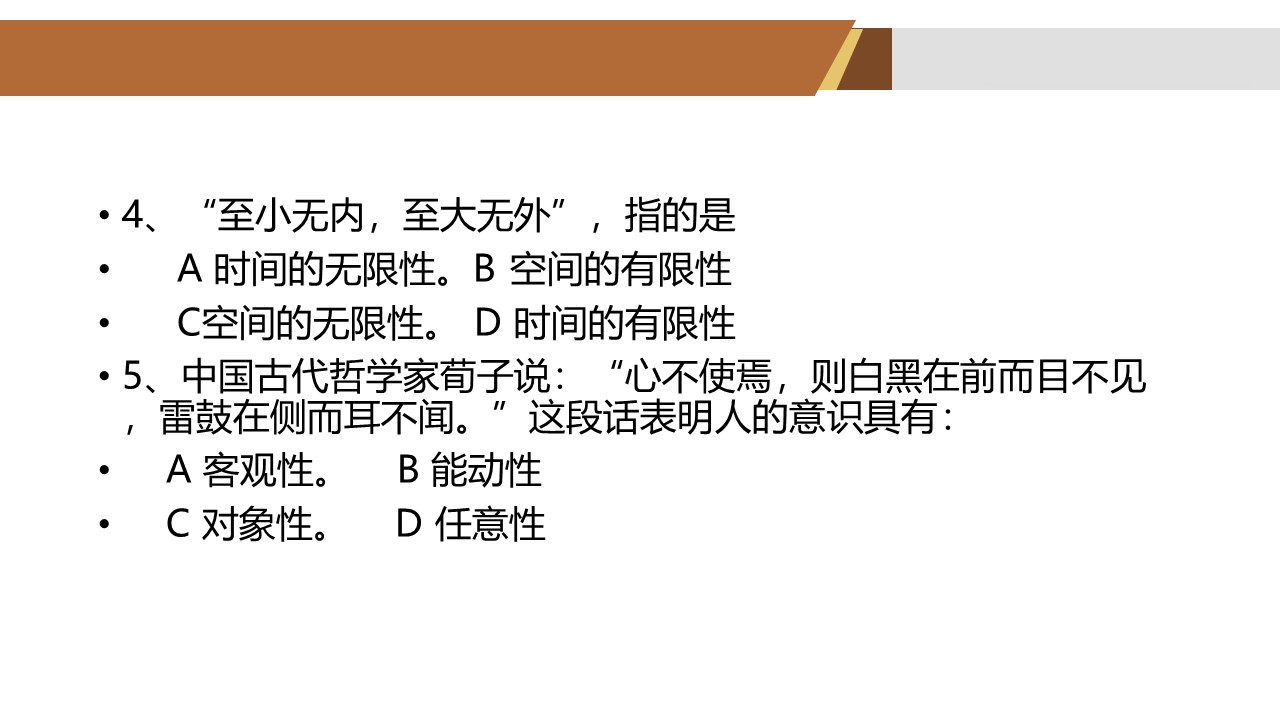 • 4、“至小无内，至大无外”，指的是
• A 时间的无限性。B 空间的有限性
• C空间的无限性。 D 时间的有限性
• 5、中国古代哲学家荀子说：“心不使焉，则白黑在前而目不见
，雷鼓在侧而耳不闻。”这段话表明人的意识具有：
• A 客观性。 B 能动性
• C 对象性。 D 任意性